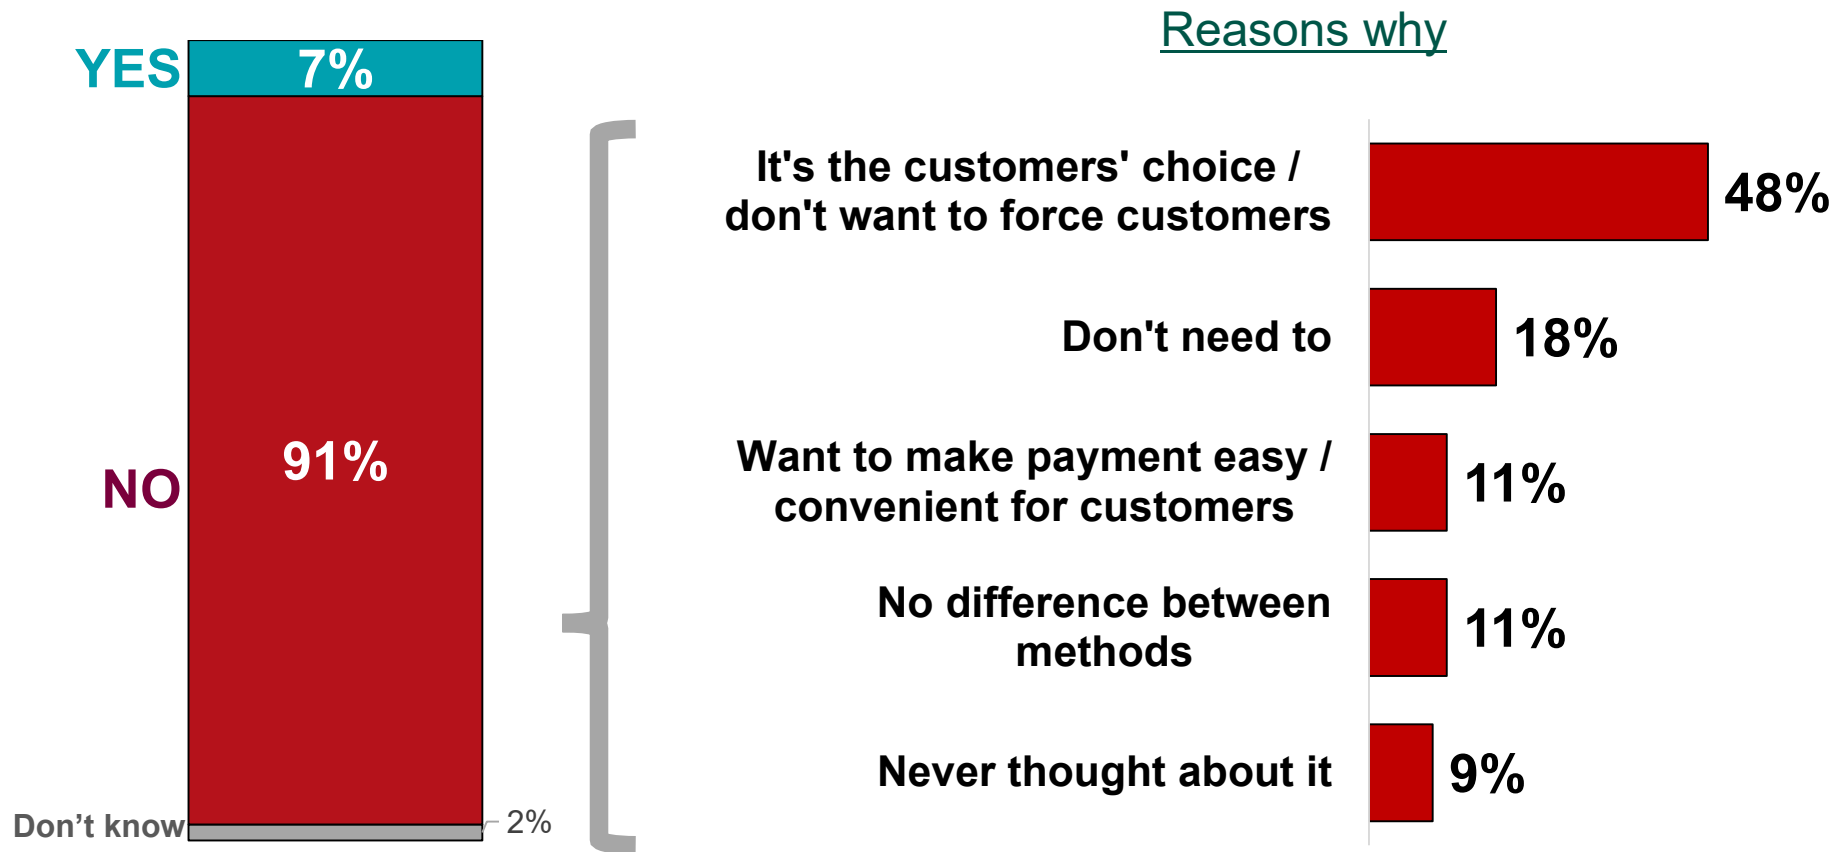 Reasons why
YES
7%
NO
91%
Don’t know
2%
It's the customers' choice /
don't want to force customers
48%
Don't need to
18%
Want to make payment easy /
convenient for customers
11%
No difference between
methods
11%
Never thought about it
9%